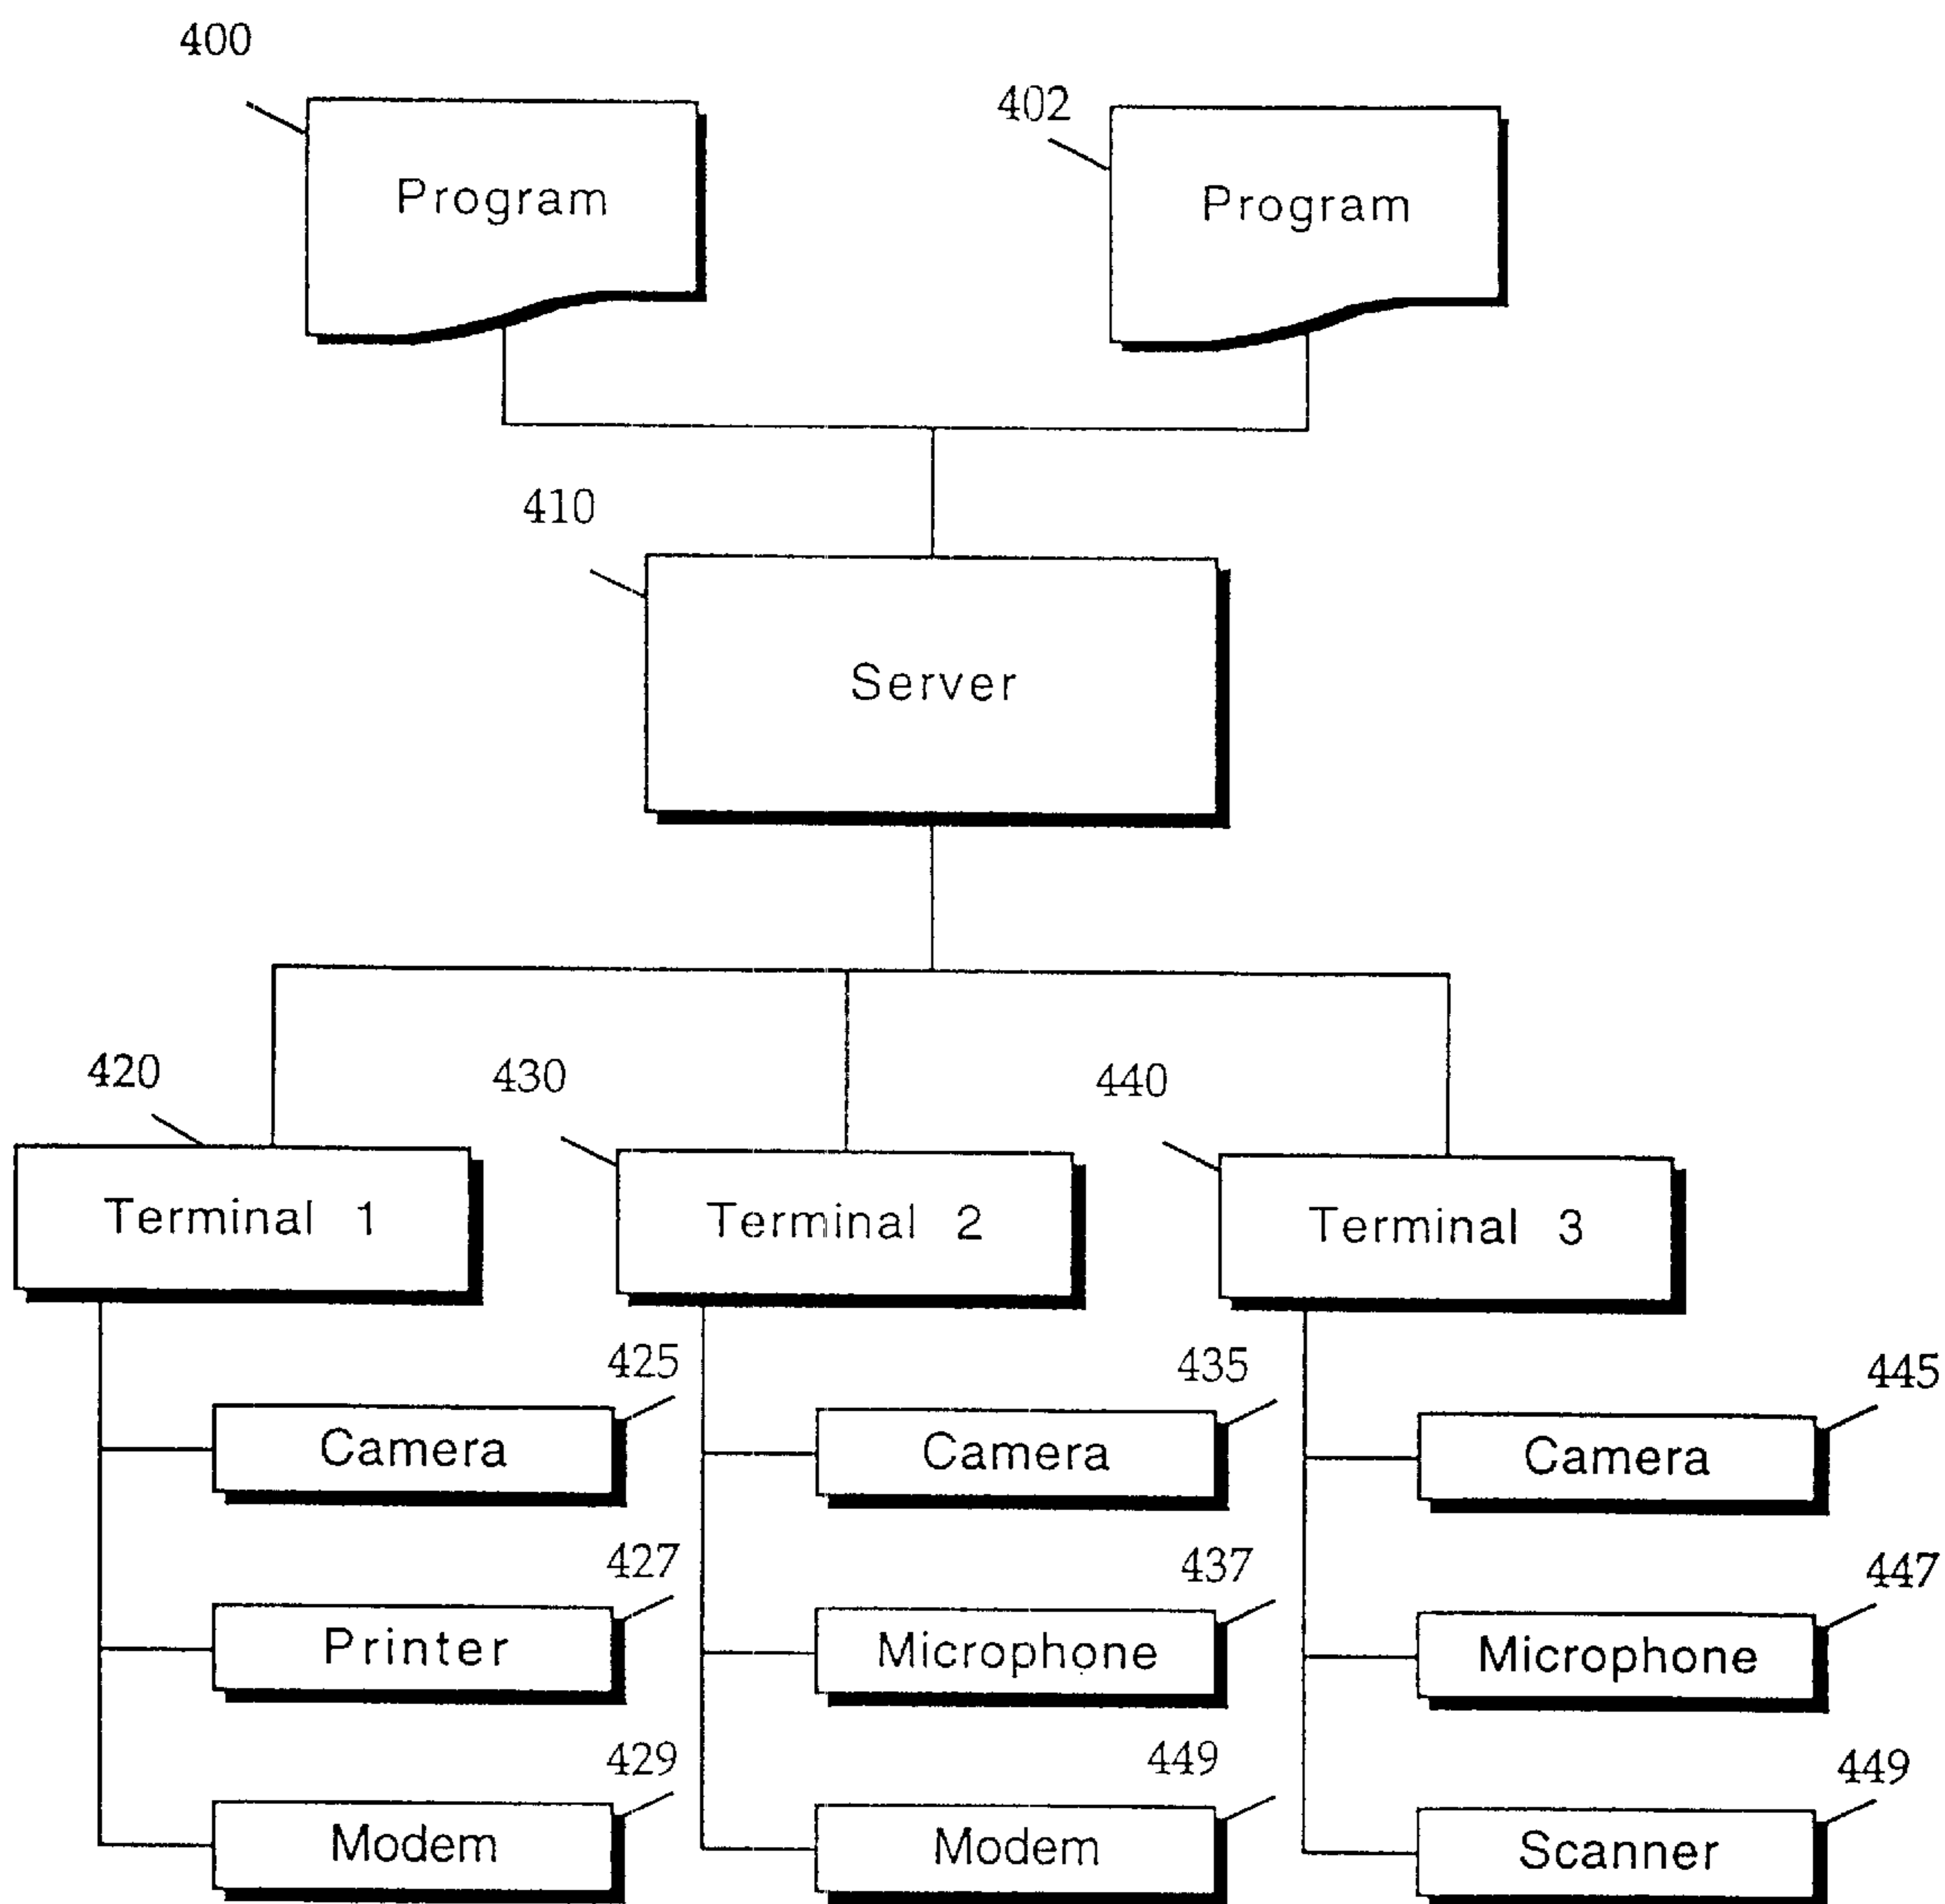 400
402
Program
Program
410
Server
420
430
440
Terminal 1
Terminal 2
Terminal 3
425
435
445
Camera
Camera
Camera
427
437
447
Printer
Microphone
Microphone
429
449
449
Modem
Modem
Scanner